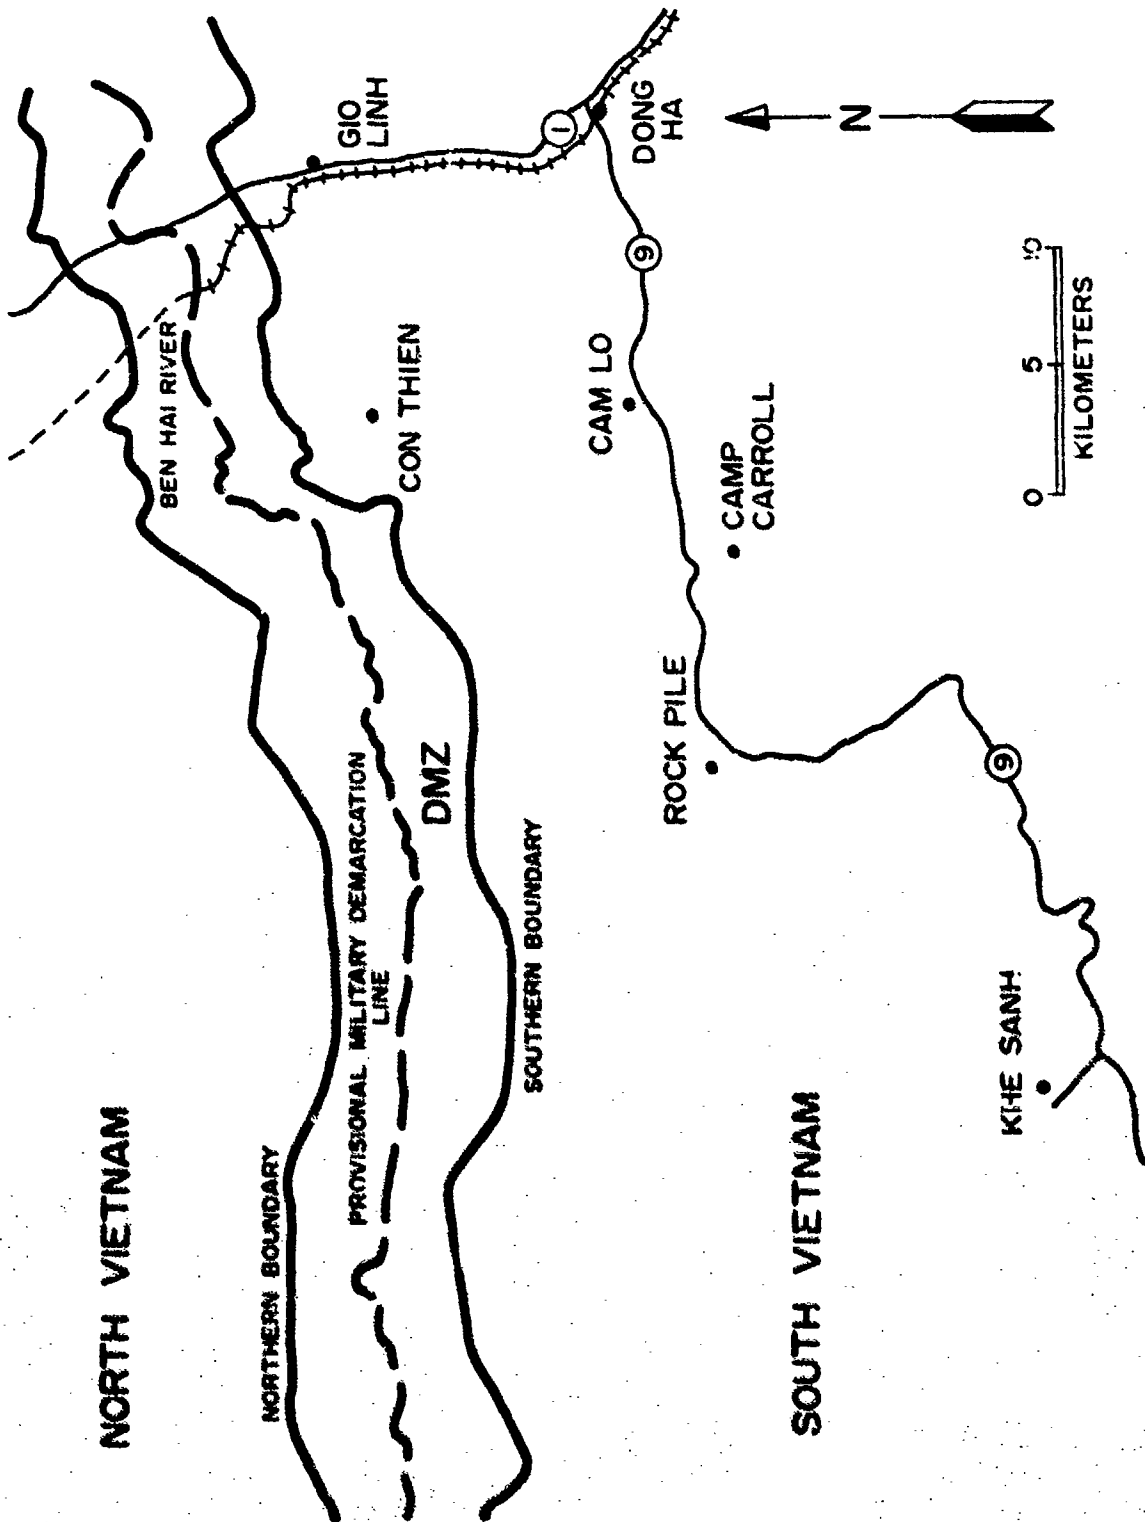 NORTH VIETNAM
NORTHERN BOUNDARY
BEN HAI RIVER
PROVISIONAL MILITARY DEMARCATION
LINE
DMZ
SOUTHERN BOUNDARY
GIO
LINH
CON THIEN
1
DONG
HA
9
CAM LO
CAMP
CARROLL
ROCK PILE
9
KHE SANH
SOUTH VIETNAM
N
0 5 10
KILOMETERS